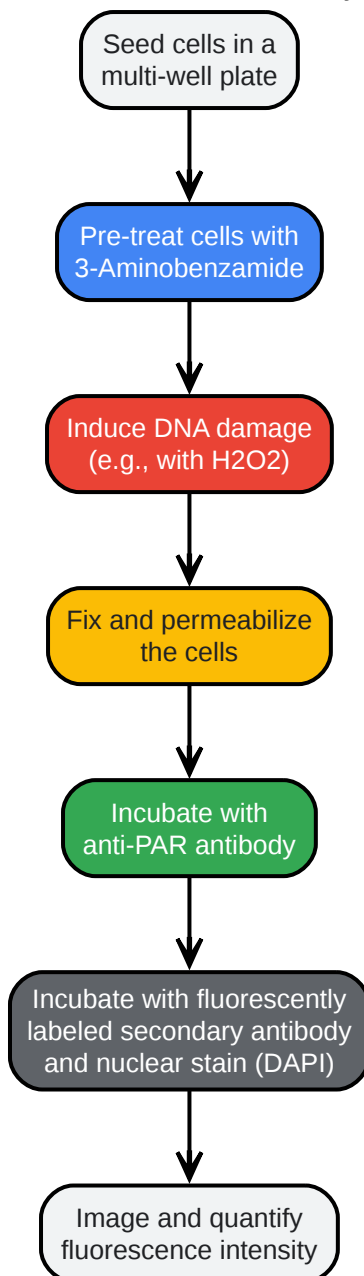 Seed cells in a
multi-well plate
Pre-treat cells with
3-Aminobenzamide
Induce DNA damage
(e.g., with H2O2)
Fix and permeabilize
the cells
Incubate with
anti-PAR antibody
Incubate with fluorescently
labeled secondary antibody
and nuclear stain (DAPI)
Image and quantify
fluorescence intensity